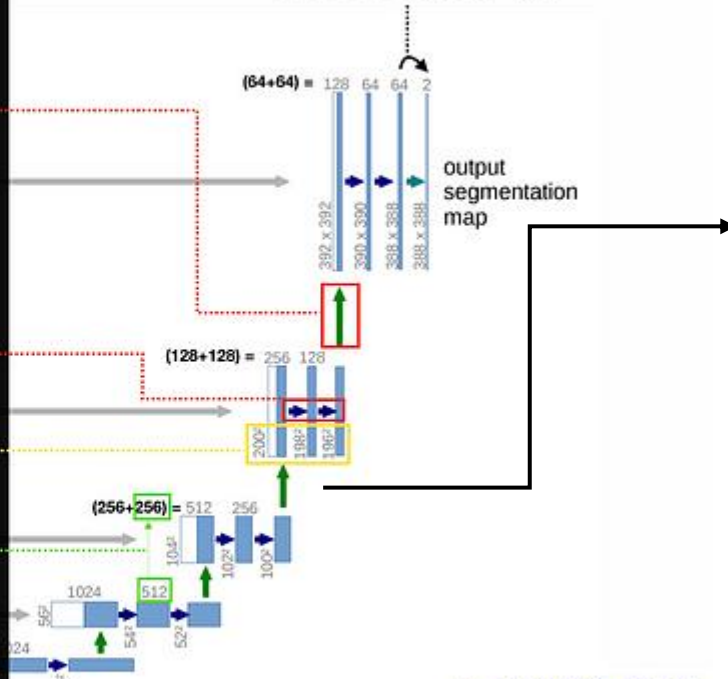 (64+64) = 128 64 64 2
output
segmentation
map
392 x 392
390 x 390
388 x 388
388 x 388
(128+128) = 256 128
200²
198²
196²
(256+256) = 512 256
104²
102²
100²
1024 512
56²
54²
52²